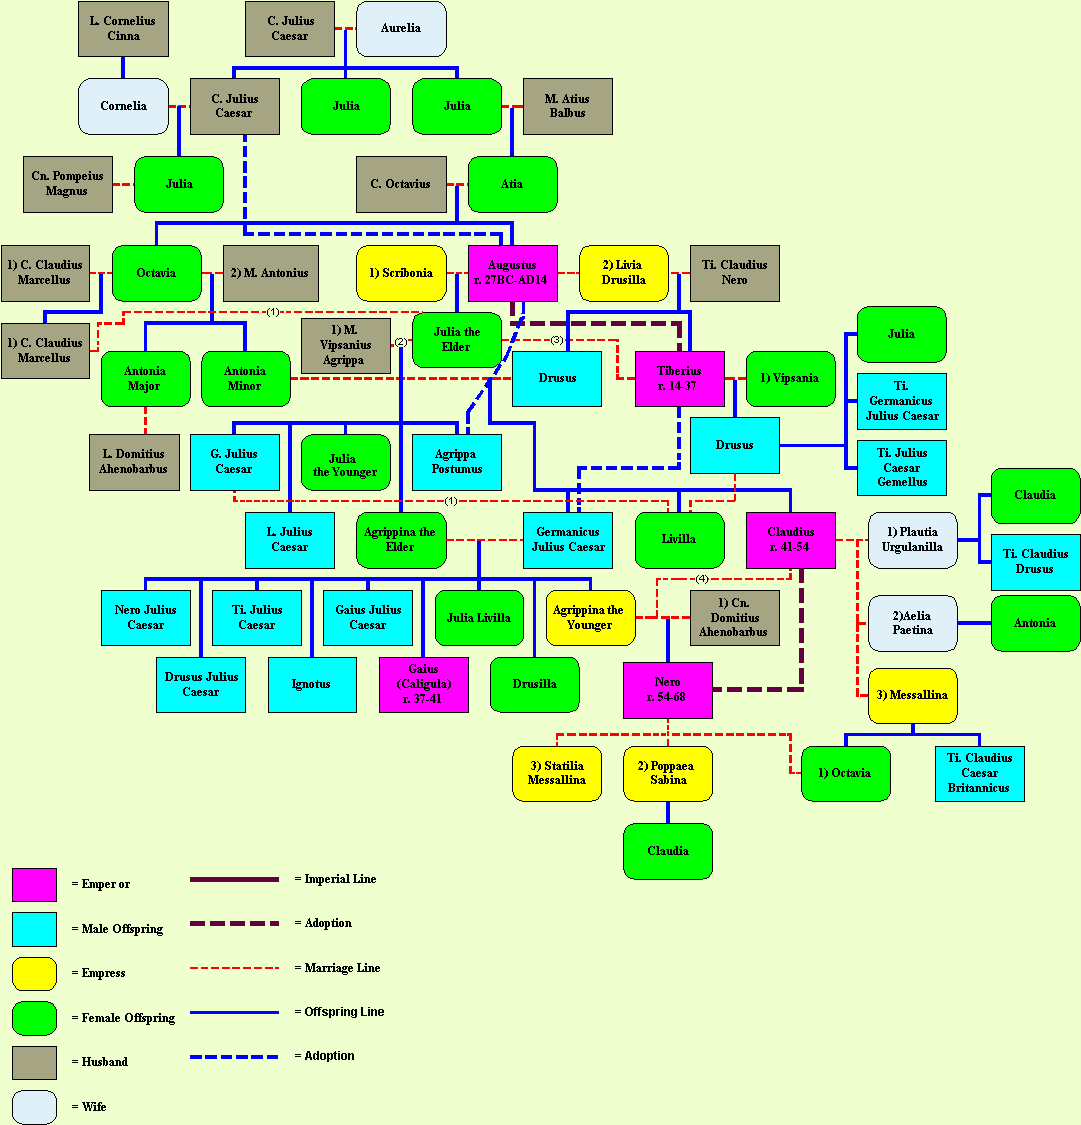 L. Cornelius
Cinna
C. Julius
Caesar
Aurelia
Cornelia
C. Julius
Caesar
Julia
Julia
M. Atius
Balbus
Cn. Pompeius
Magnus
Julia
C. Octavius
Atia
1) C. Claudius
Marcellus
Octavia
2) M. Antonius
1) Scribonia
Augustus
r. 27BC-AD14
2) Livia
Drusilla
Ti. Claudius
Nero
(1)
1) C. Claudius
Marcellus
1) M.
Vipsanius
Agrippa
(2)
Julia the
Elder
(3)
Julia
Antonia
Major
Antonia
Minor
Drusus
Tiberius
r. 14-37
1) Vipsania
Ti.
Germanicus
Julius Caesar
L. Domitius
Ahenobarbus
G. Julius
Caesar
Julia
the Younger
Agrippa
Postumus
Drusus
Ti. Julius
Caesar
Gemellus
(1)
Claudia
L. Julius
Caesar
Agrippina the
Elder
Germanicus
Julius Caesar
Livilla
Claudius
r. 41-54
1) Plautia
Urgulanilla
Ti. Claudius
Drusus
(4)
Nero Julius
Caesar
Ti. Julius
Caesar
Gaius Julius
Caesar
Julia Livilla
Agrippina the
Younger
1) Cn.
Domitius
Ahenobarbus
2)Aelia
Paetina
Antonia
Drusus Julius
Caesar
Ignotus
Gaius
(Caligula)
r. 37-41
Drusilla
Nero
r. 54-68
3) Messallina
3) Statilia
Messallina
2) Poppaea
Sabina
1) Octavia
Ti. Claudius
Caesar
Britannicus
Claudia
= Emper or
= Imperial Line
= Male Offspring
= Adoption
= Empress
= Marriage Line
= Female Offspring
= Offspring Line
= Husband
= Adoption
= Wife